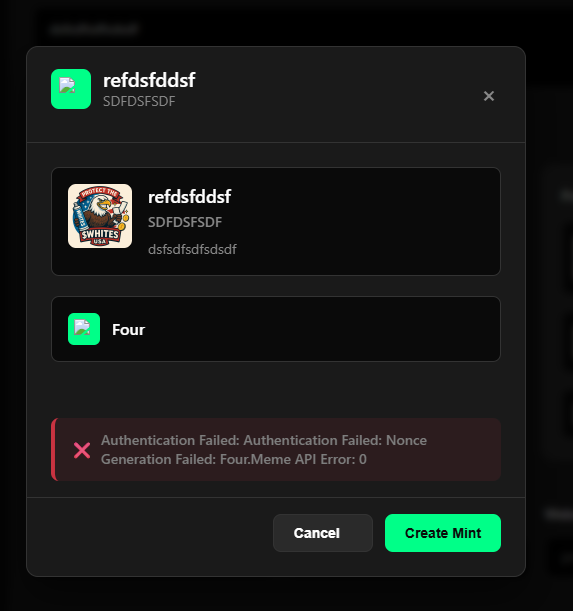 refdsfddsf
SDFDSFSDF
×
PROTECT THE
$WHITES
USA
refdsfddsf
SDFDSFSDF
dsfsdfsdfsdsdf
Four
Authentication Failed: Authentication Failed: Nonce
Generation Failed: Four.Meme API Error: 0
Cancel
Create Mint